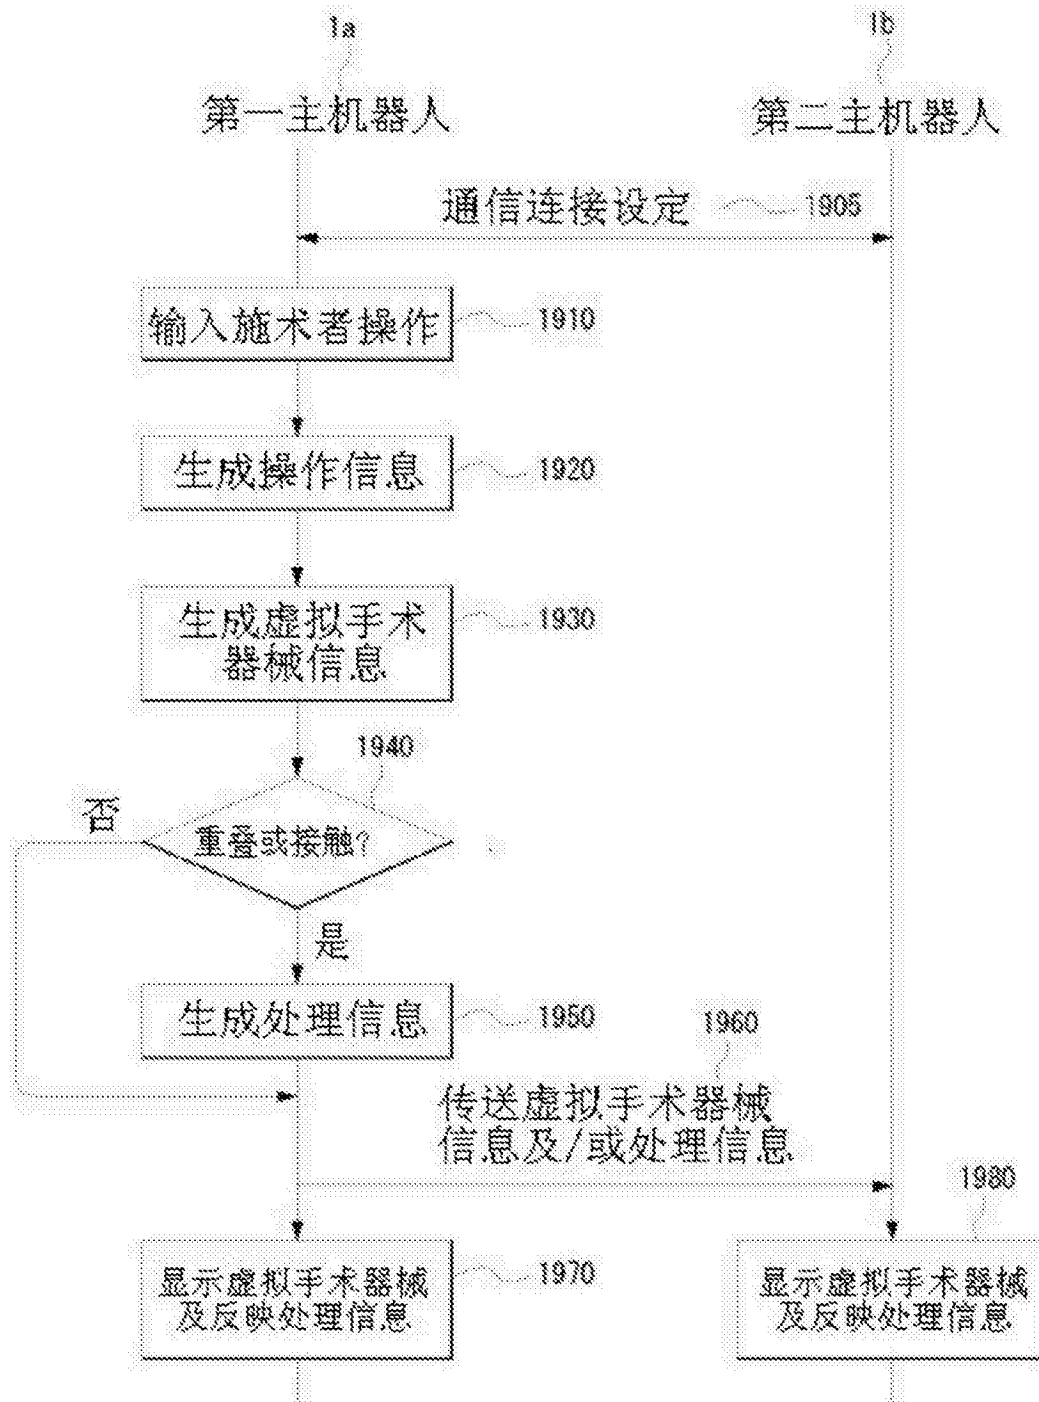 1a
1b
第一主机器人
第二主机器人
通信连接设定
1905
输入施术者操作
1910
生成操作信息
1920
生成虚拟手术
器械信息
1930
1940
否
重叠或接触?
是
生成处理信息
1950
1960
传送虚拟手术器械
信息及/或处理信息
1980
显示虚拟手术器械
及反映处理信息
1970
显示虚拟手术器械
及反映处理信息